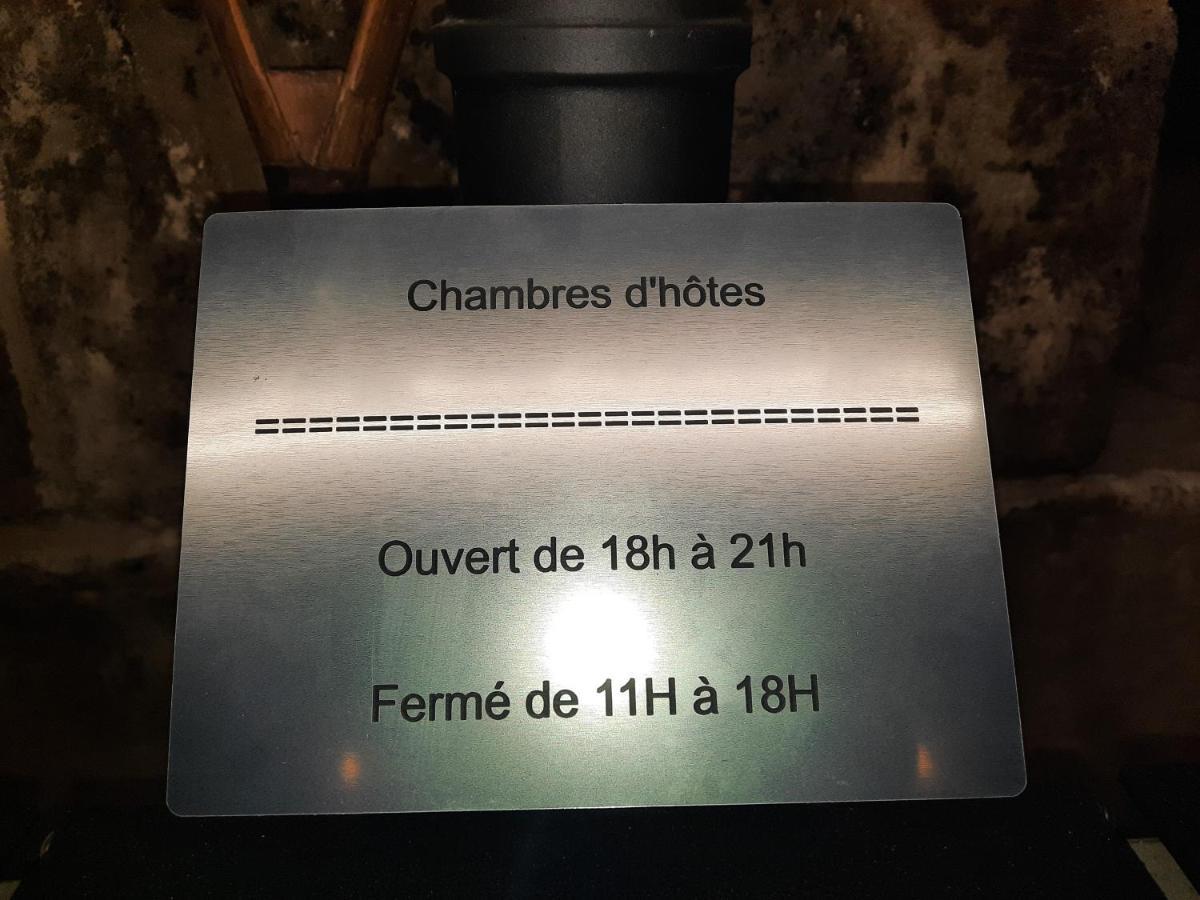 Chambres d'hôtes
Ouvert de 18h à 21h
Fermé de 11H à 18H